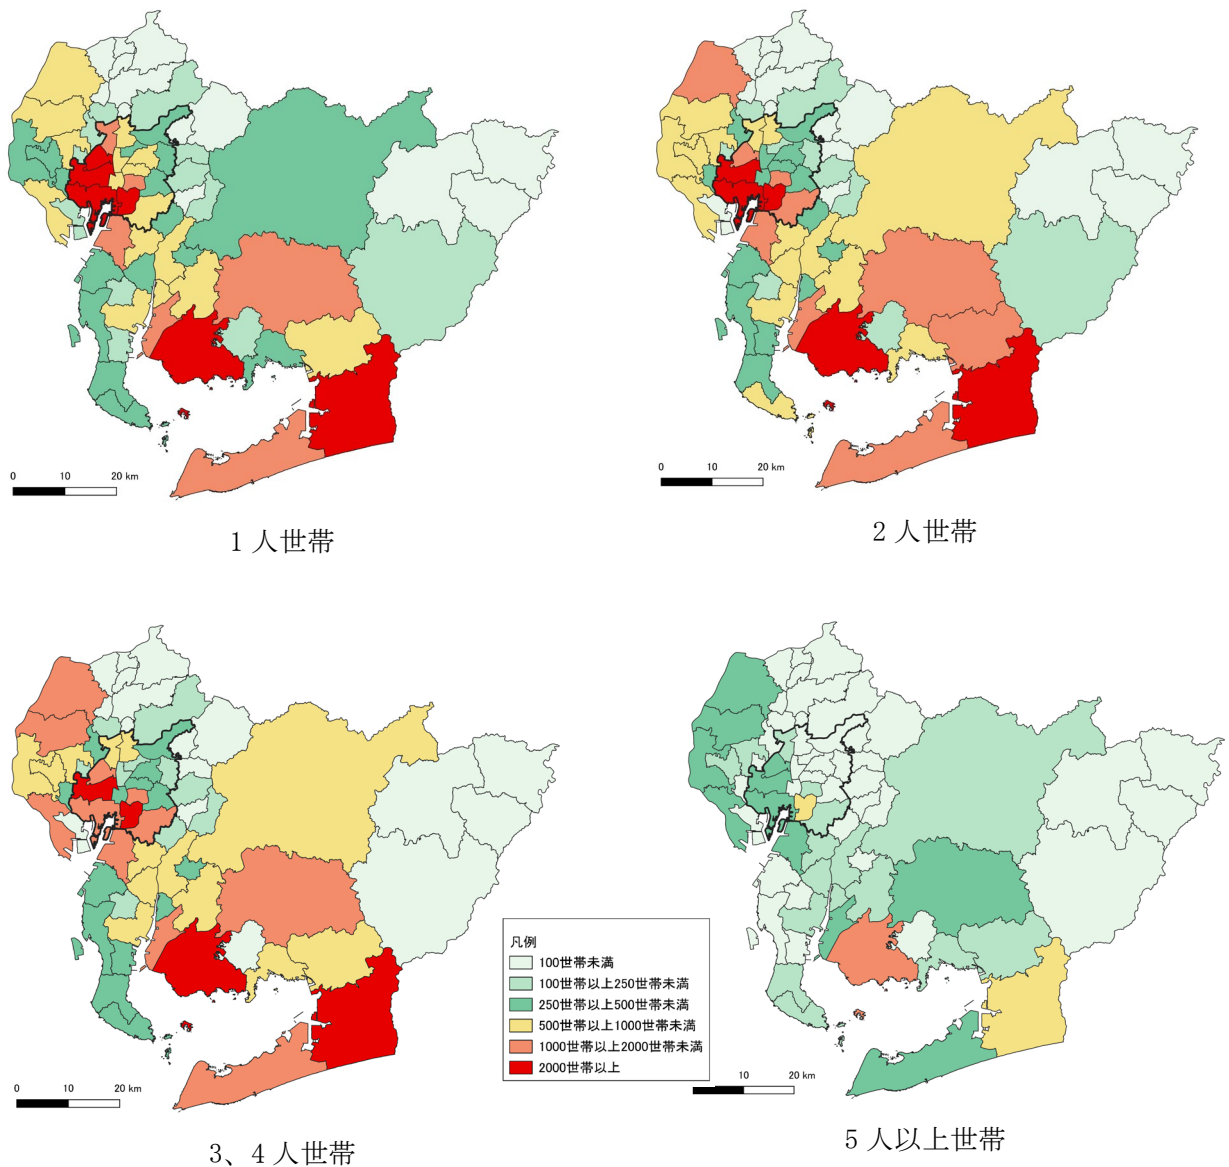 0 10 20 km
1人世帯
0 10 20 km
2人世帯
0 10 20 km
3、4人世帯
凡例
100世帯未満
100世帯以上250世帯未満
250世帯以上500世帯未満
500世帯以上1000世帯未満
1000世帯以上2000世帯未満
2000世帯以上
10 20 km
5人以上世帯